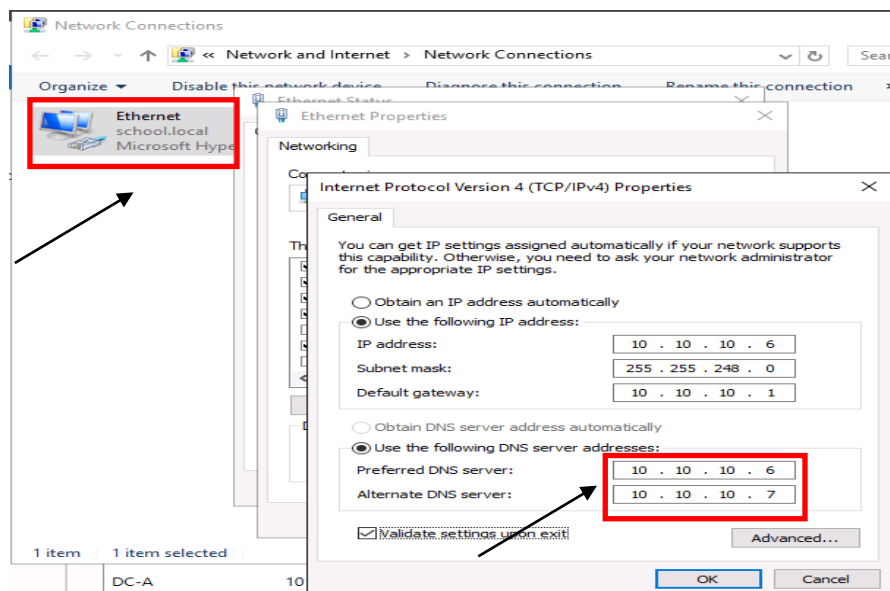 Network Connections
« Network and Internet > Network Connections
Organize Disable this network device Diagnose this connection Rename this connection
Ethernet
school.local
Microsoft Hype
Ethernet Status
Ethernet Properties
Networking
Internet Protocol Version 4 (TCP/IPv4) Properties
General
You can get IP settings assigned automatically if your network supports
this capability. Otherwise, you need to ask your network administrator
for the appropriate IP settings.
Obtain an IP address automatically
Use the following IP address:
IP address: 10 . 10 . 10 . 6
Subnet mask: 255 . 255 . 248 . 0
Default gateway: 10 . 10 . 10 . 1
Obtain DNS server address automatically
Use the following DNS server addresses:
Preferred DNS server: 10 . 10 . 10 . 6
Alternate DNS server: 10 . 10 . 10 . 7
Validate settings upon exit
Advanced...
OK Cancel
1 item 1 item selected
DC-A 10